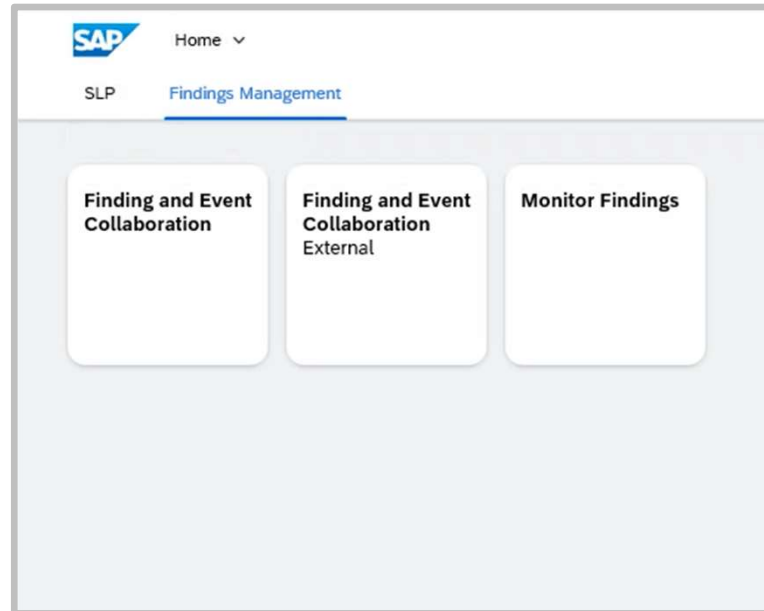 SAP Home
SLP Findings Management
Finding and Event
Collaboration
Finding and Event
Collaboration
External
Monitor Findings